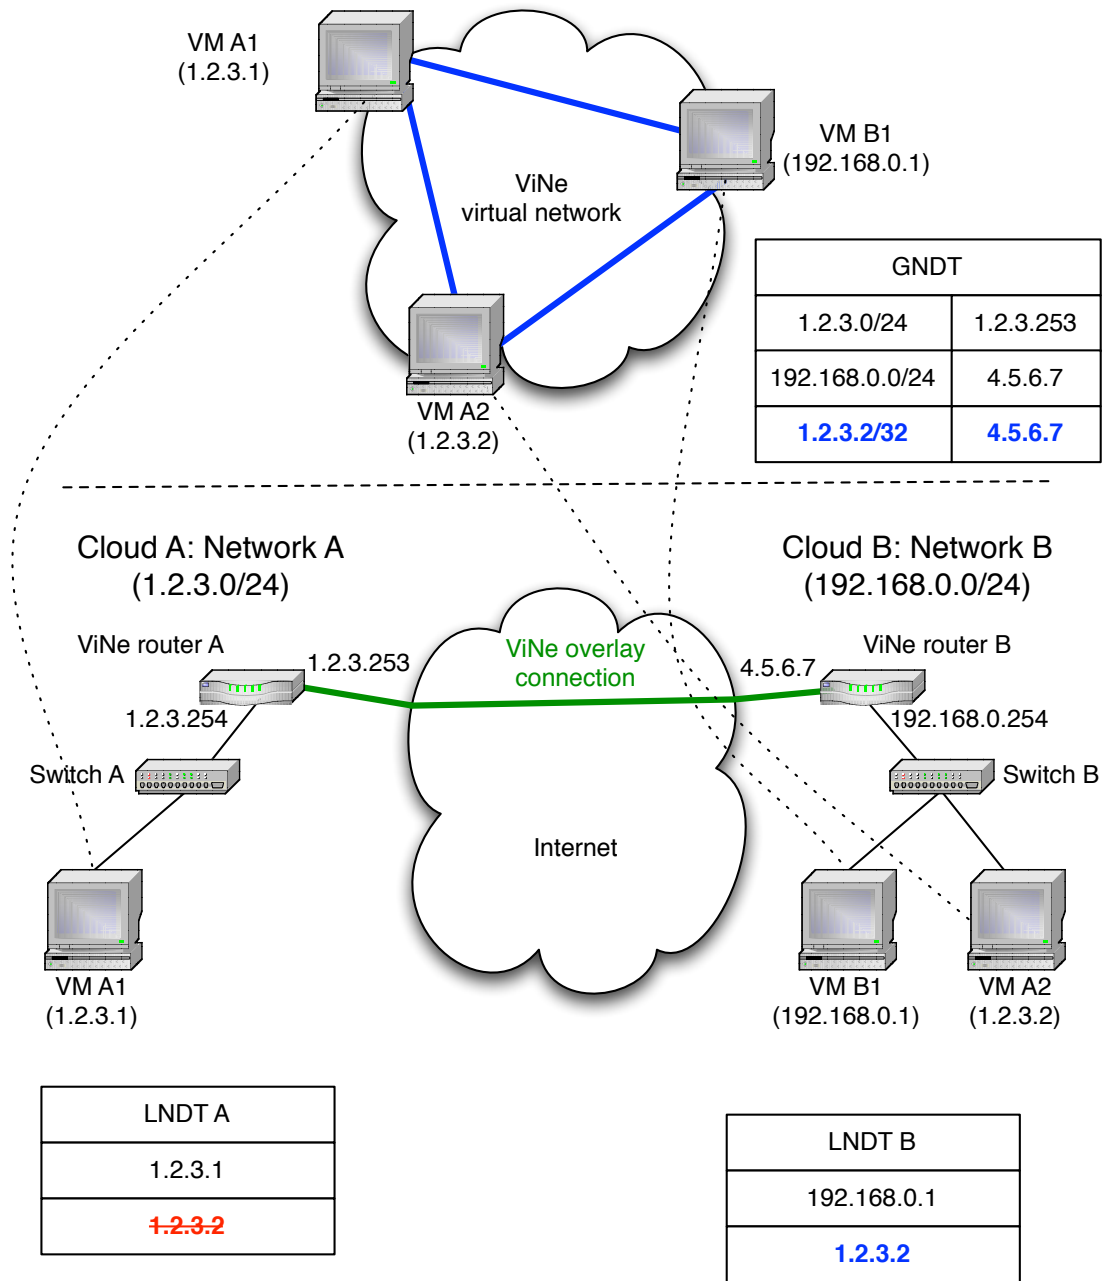 VM A1
(1.2.3.1)
VM B1
(192.168.0.1)
ViNe
virtual network
VM A2
(1.2.3.2)
GNDT
1.2.3.0/24 1.2.3.253
192.168.0.0/24 4.5.6.7
1.2.3.2/32 4.5.6.7
Cloud A: Network A
(1.2.3.0/24)
Cloud B: Network B
(192.168.0.0/24)
ViNe router A
1.2.3.253
ViNe overlay
connection
4.5.6.7
ViNe router B
1.2.3.254
192.168.0.254
Switch A
Switch B
Internet
VM A1
(1.2.3.1)
VM B1
(192.168.0.1)
VM A2
(1.2.3.2)
LNDT A
1.2.3.1
1.2.3.2
LNDT B
192.168.0.1
1.2.3.2